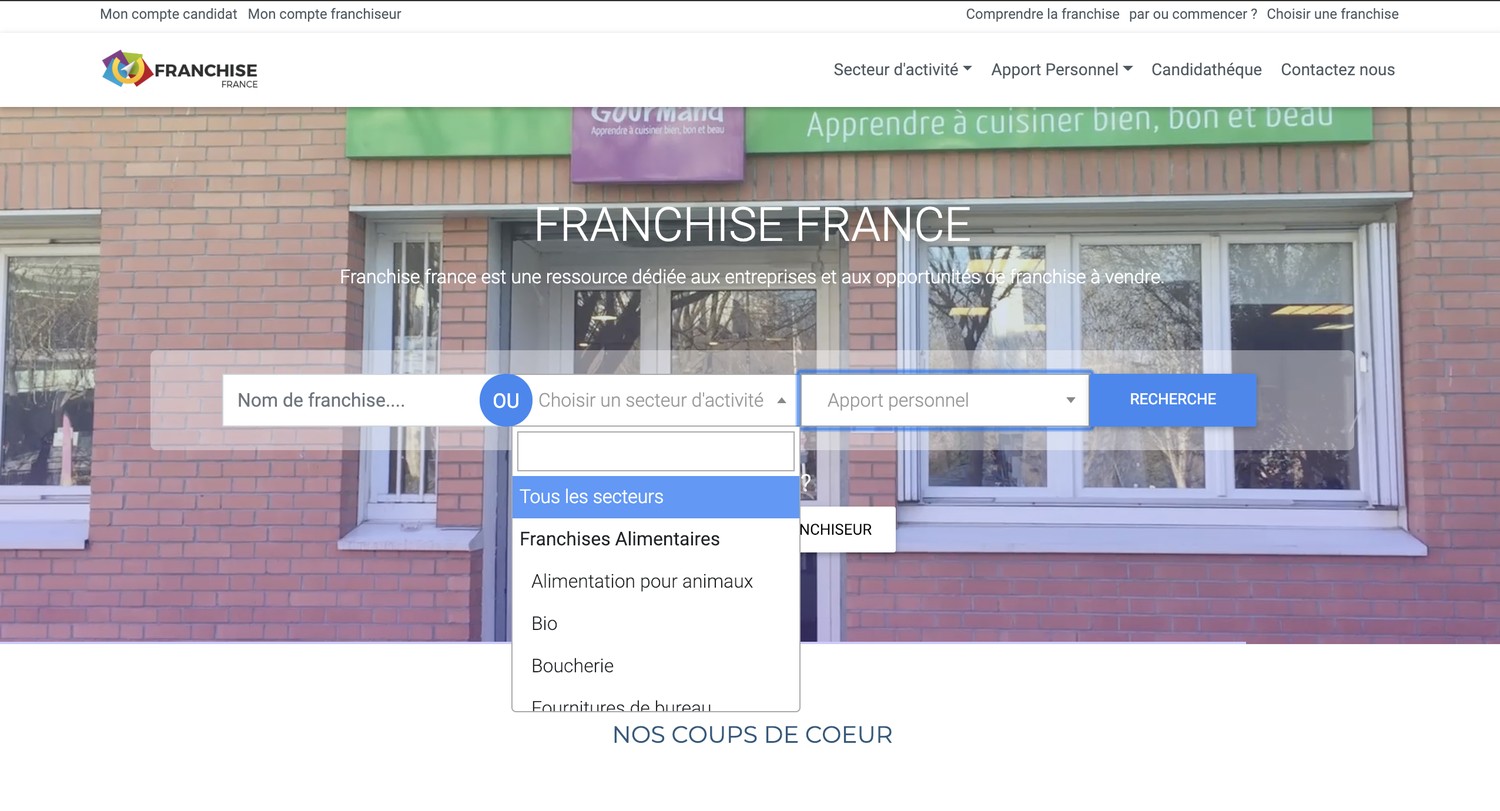 Mon compte candidat Mon compte franchiseur
Comprendre la franchise par ou commencer ? Choisir une franchise
FRANCHISE
FRANCE
Secteur d'activité Apport Personnel Candidathéque Contactez nous
Gourmand
Apprendre à cuisiner bien, bon et beau
Apprendre à cuisiner bien, bon et beau
FRANCHISE FRANCE
Franchise france est une ressource dédiée aux entreprises et aux opportunités de franchise à vendre.
Nom de franchise.... OU Choisir un secteur d'activité Apport personnel RECHERCHE
?
Tous les secteurs
NCHISEUR
Franchises Alimentaires
Alimentation pour animaux
Bio
Boucherie
Fournitures de bureau
NOS COUPS DE COEUR